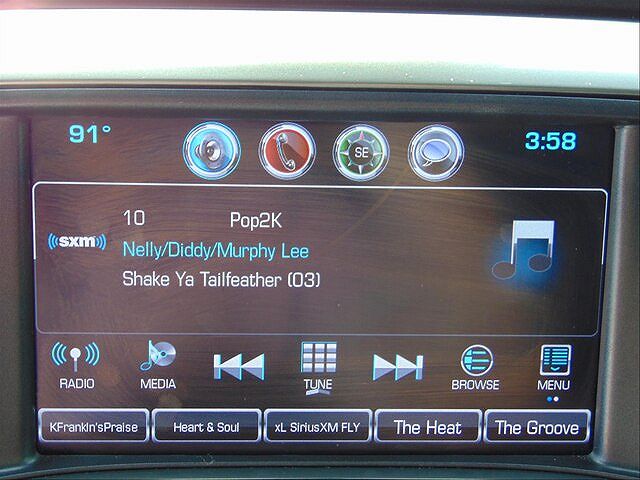 91° 3:58
SE
10 Pop2K
((sxm))
Nelly/Diddy/Murphy Lee
Shake Ya Tailfeather (03)
RADIO MEDIA TUNE BROWSE MENU
KFrankin'sPraise Heart & Soul xL SiriusXM FLY The Heat The Groove